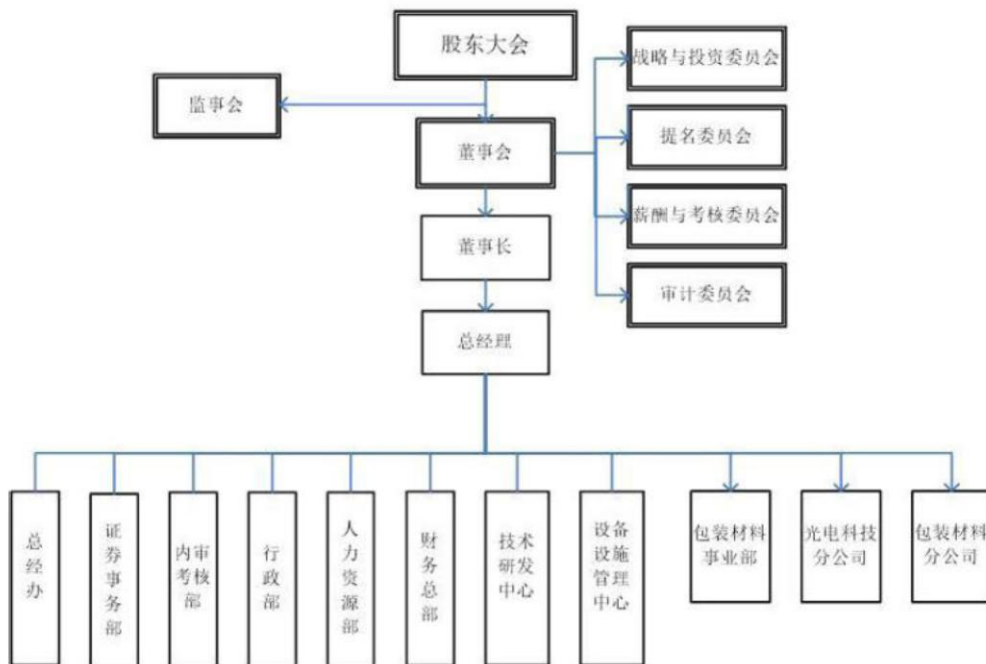 股东大会
战略与投资委员会
监事会
提名委员会
董事会
薪酬与考核委员会
董事长
审计委员会
总经理
总经办
证券事务部
内审
考核
部
行政部
人力资源部
财务总部
技术
研发
中心
设备
设施
管理
中心
包装材料
事业部
光电科技
分公司
包装材料
分公司